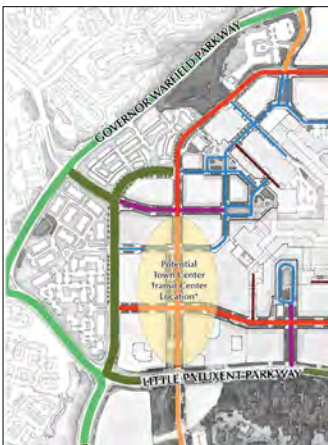 GOVERNOR WARFIELD PARKWAY
Potential
Town Center
Transit Center
Location*
LITTLE PATUXENT PARKWAY